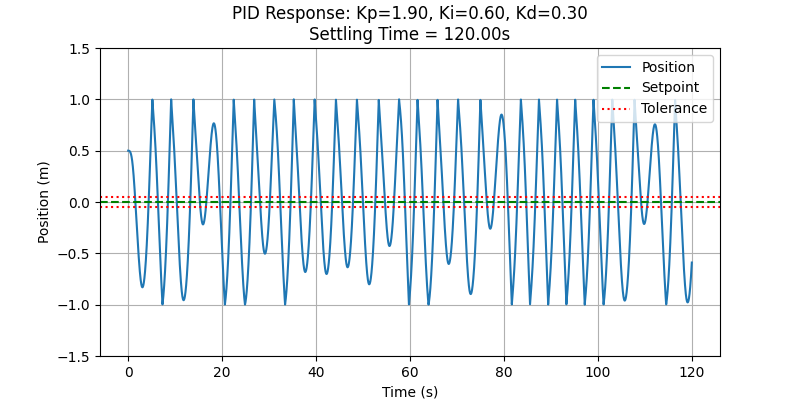 PID Response: Kp=1.90, Ki=0.60, Kd=0.30
Settling Time = 120.00s
Position (m)
1.5
1.0
0.5
0.0
−0.5
−1.0
−1.5
Position
Setpoint
Tolerance
0 20 40 60 80 100 120
Time (s)